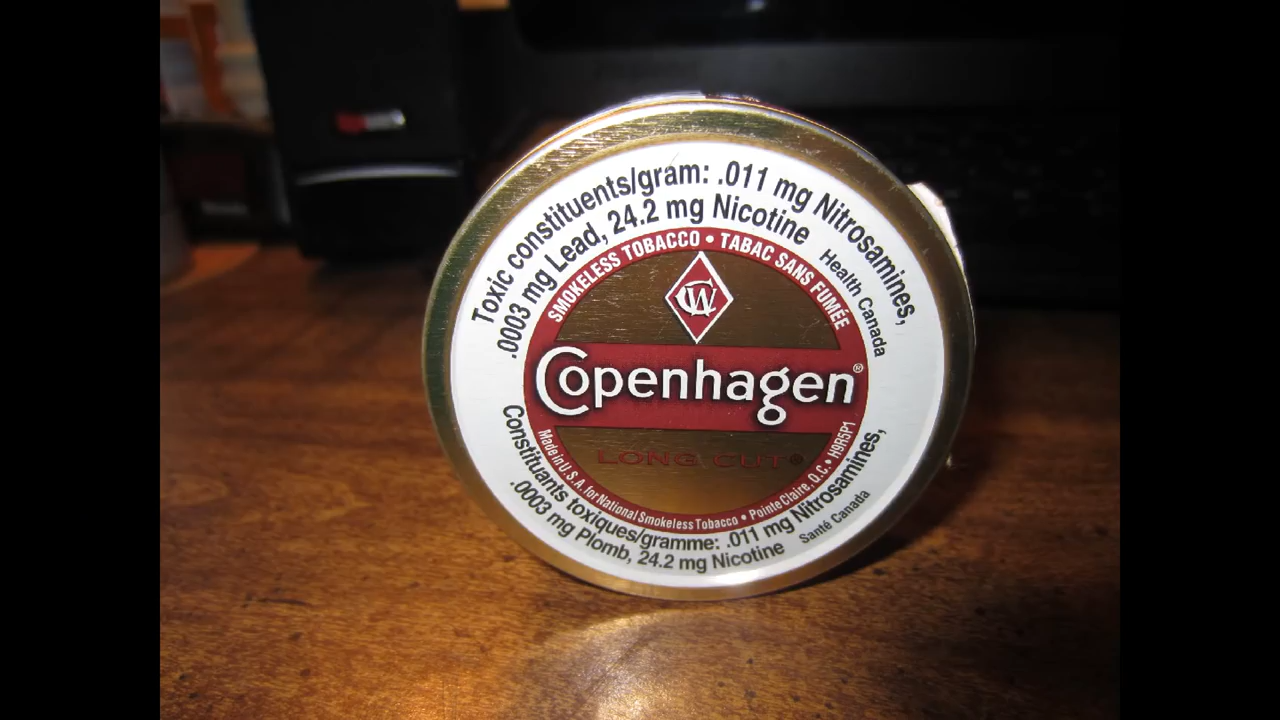 Toxic constituents/gram: .011 mg Nitrosamines,
.0003 mg Lead, 24.2 mg Nicotine
Health Canada
SMOKELESS TOBACCO • TABAC SANS FUMÉE
CW
Copenhagen®
LONG CUT®
Made in U.S.A. for National Smokeless Tobacco • Pointe Claire, Q.C. • H9R5P1
Constituants toxiques/gramme: .011 mg Nitrosamines,
.0003 mg Plomb, 24.2 mg Nicotine
Santé Canada